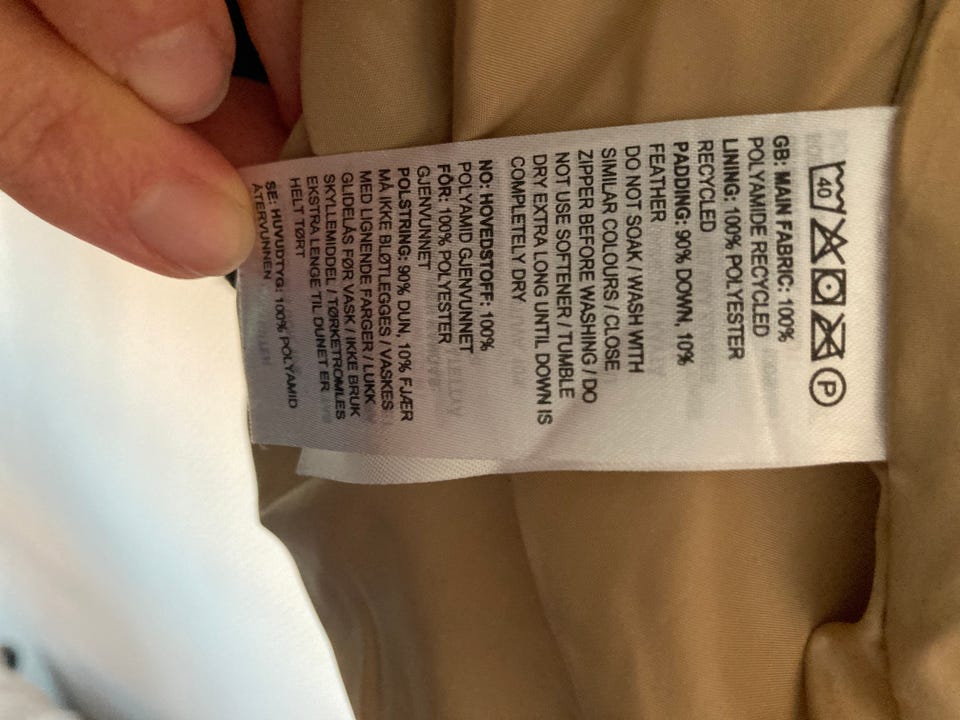 40 P
GB: MAIN FABRIC: 100%
POLYAMIDE RECYCLED
LINING: 100% POLYESTER
RECYCLED
PADDING: 90% DOWN, 10%
FEATHER
DO NOT SOAK / WASH WITH
SIMILAR COLOURS / CLOSE
ZIPPER BEFORE WASHING / DO
NOT USE SOFTENER / TUMBLE
DRY EXTRA LONG UNTIL DOWN IS
COMPLETELY DRY
NO: HOVEDSTOFF: 100%
POLYAMID GJENVUNNET
FÔR: 100% POLYESTER
GJENVUNNET
POLSTRING: 90% DUN, 10% FJÆR
MÅ IKKE BLØTLEGGES / VASKES
MED LIGNENDE FARGER / LUKK
GLIDELÅS FØR VASK / IKKE BRUK
SKYLLEMIDDEL / TØRKETROMLES
EKSTRA LENGE TIL DUNET ER
HELT TØRT
SE: HUVUDTYG: 100% POLYAMID
ÅTERVUNNEN